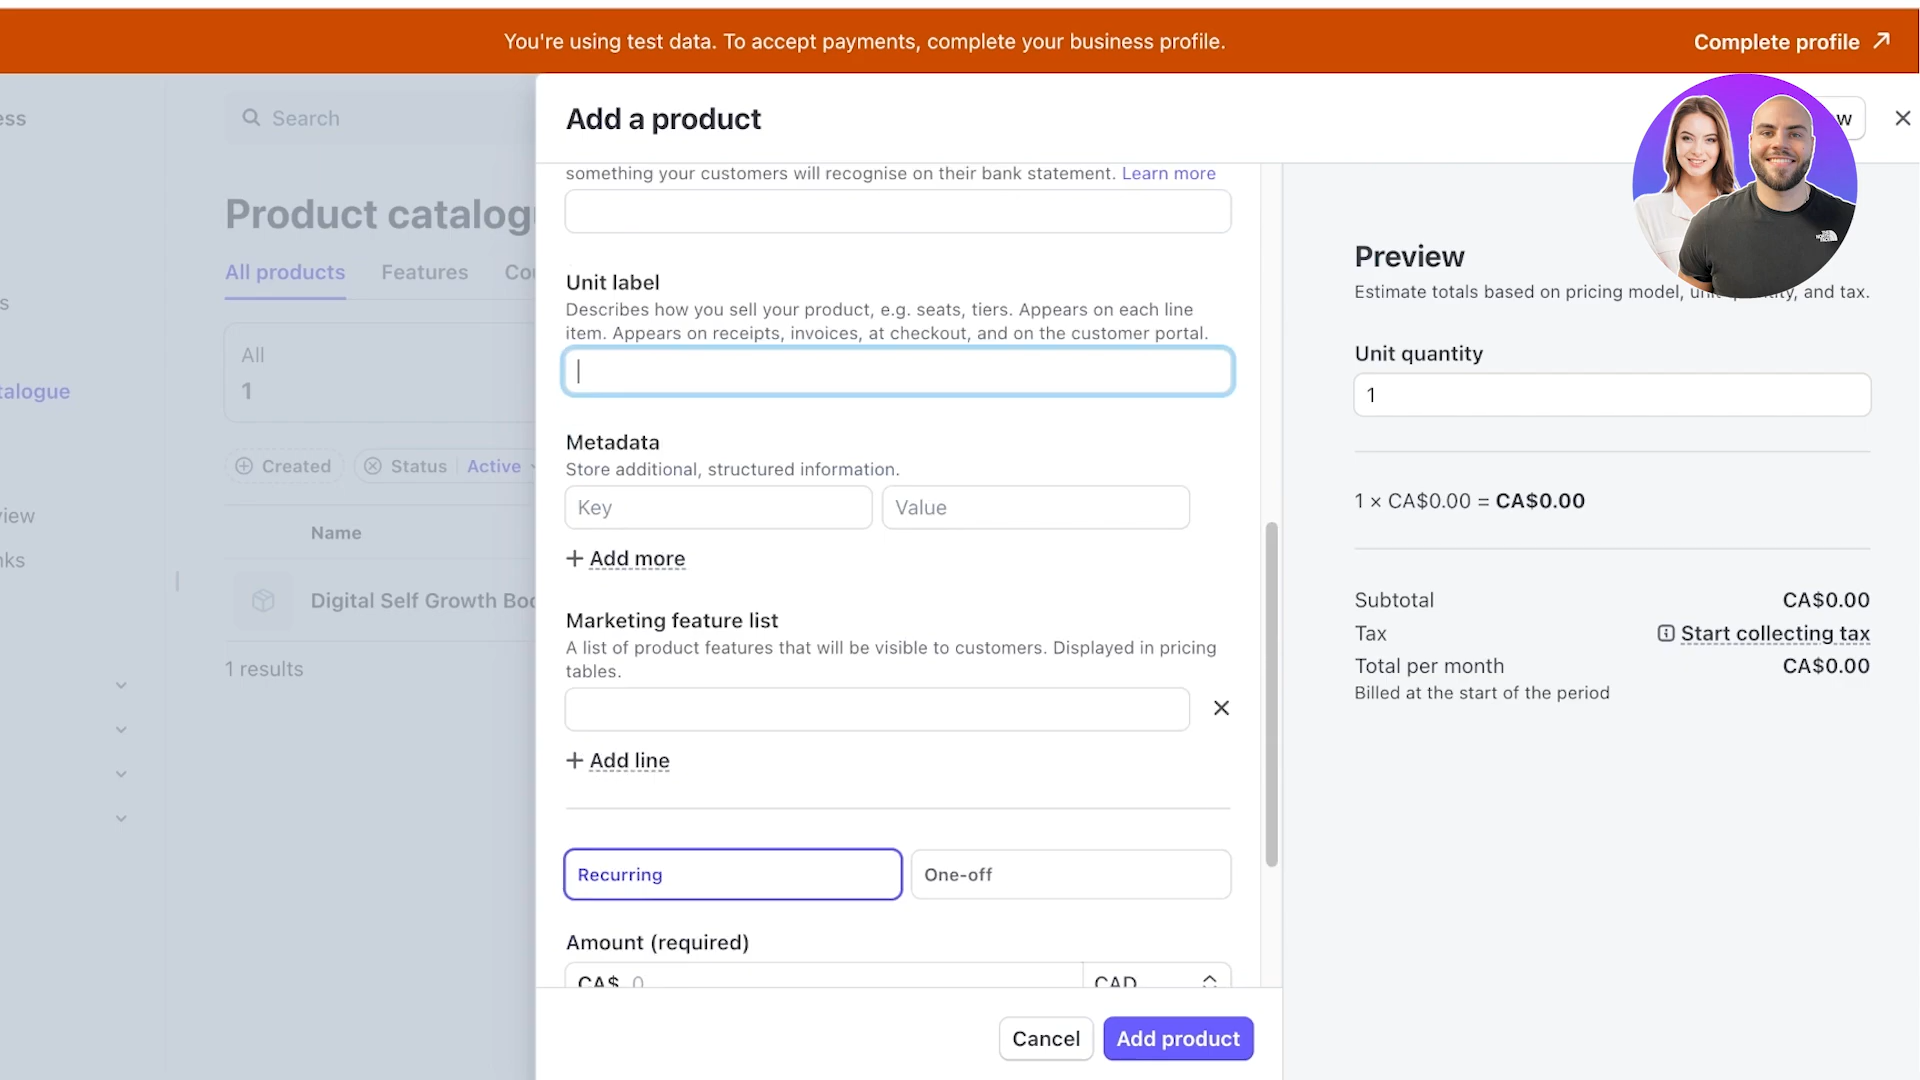 You're using test data. To accept payments, complete your business profile.
Complete profile
ess
Search
Add a product
w
something your customers will recognise on their bank statement. Learn more
Product catalog
All products
Features
Cou
Unit label
Describes how you sell your product, e.g. seats, tiers. Appears on each line
item. Appears on receipts, invoices, at checkout, and on the customer portal.
Preview
Estimate totals based on pricing model, unit quantity, and tax.
s
All
1
Unit quantity
1
talogue
Metadata
Store additional, structured information.
Key
Value
Created
Status
Active
1 × CA$0.00 = CA$0.00
view
nks
Name
Add more
Digital Self Growth Boo
1 results
Marketing feature list
A list of product features that will be visible to customers. Displayed in pricing
tables.
Subtotal
CA$0.00
Tax
Start collecting tax
Total per month
CA$0.00
Billed at the start of the period
Add line
Recurring
One-off
Amount (required)
CA$ 0
CAD
Cancel
Add product